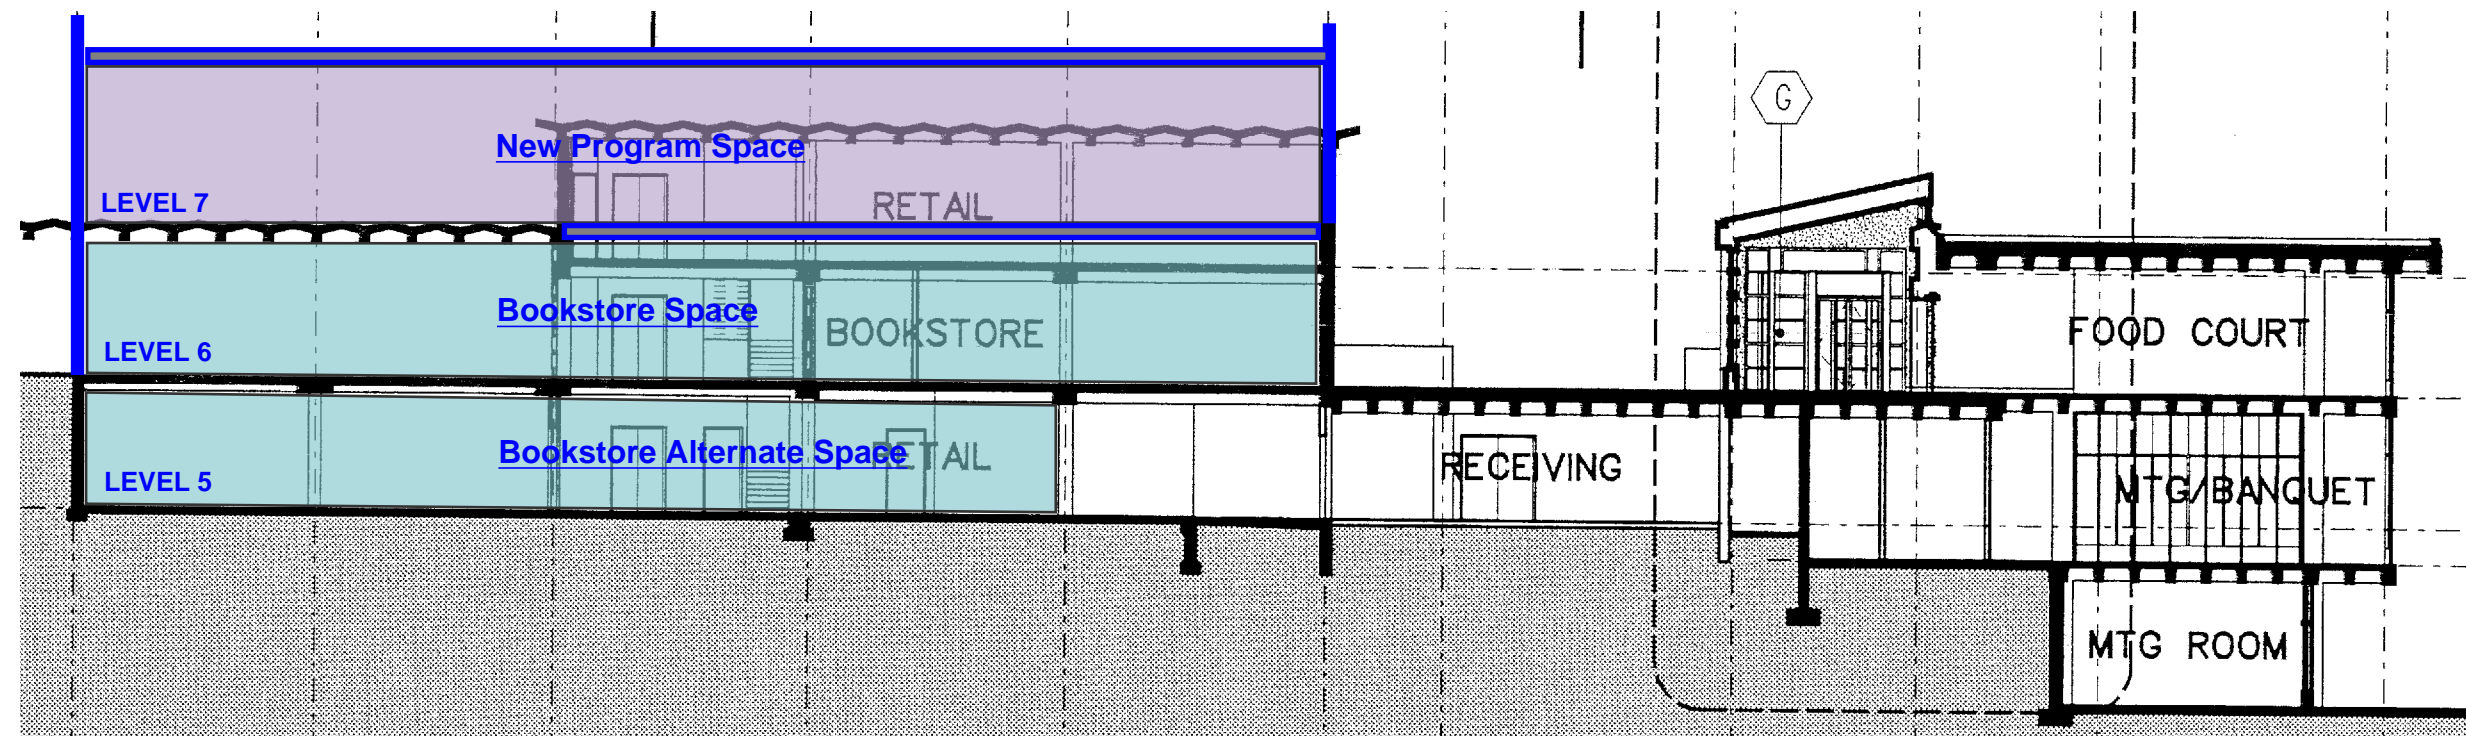 G
New Program Space
RETAIL
LEVEL 7
Bookstore Space
BOOKSTORE
FOOD COURT
LEVEL 6
Bookstore Alternate Space
RETAIL
RECEIVING
LEVEL 5
MTG/BANQUET
MTG ROOM